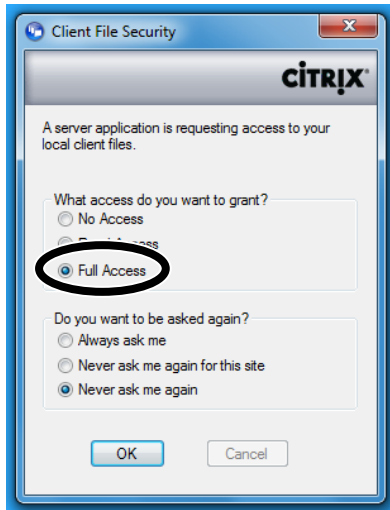 Client File Security
CİTRIX
A server application is requesting access to your
local client files.
What access do you want to grant?
No Access
Full Access
Do you want to be asked again?
Always ask me
Never ask me again for this site
Never ask me again
OK
Cancel